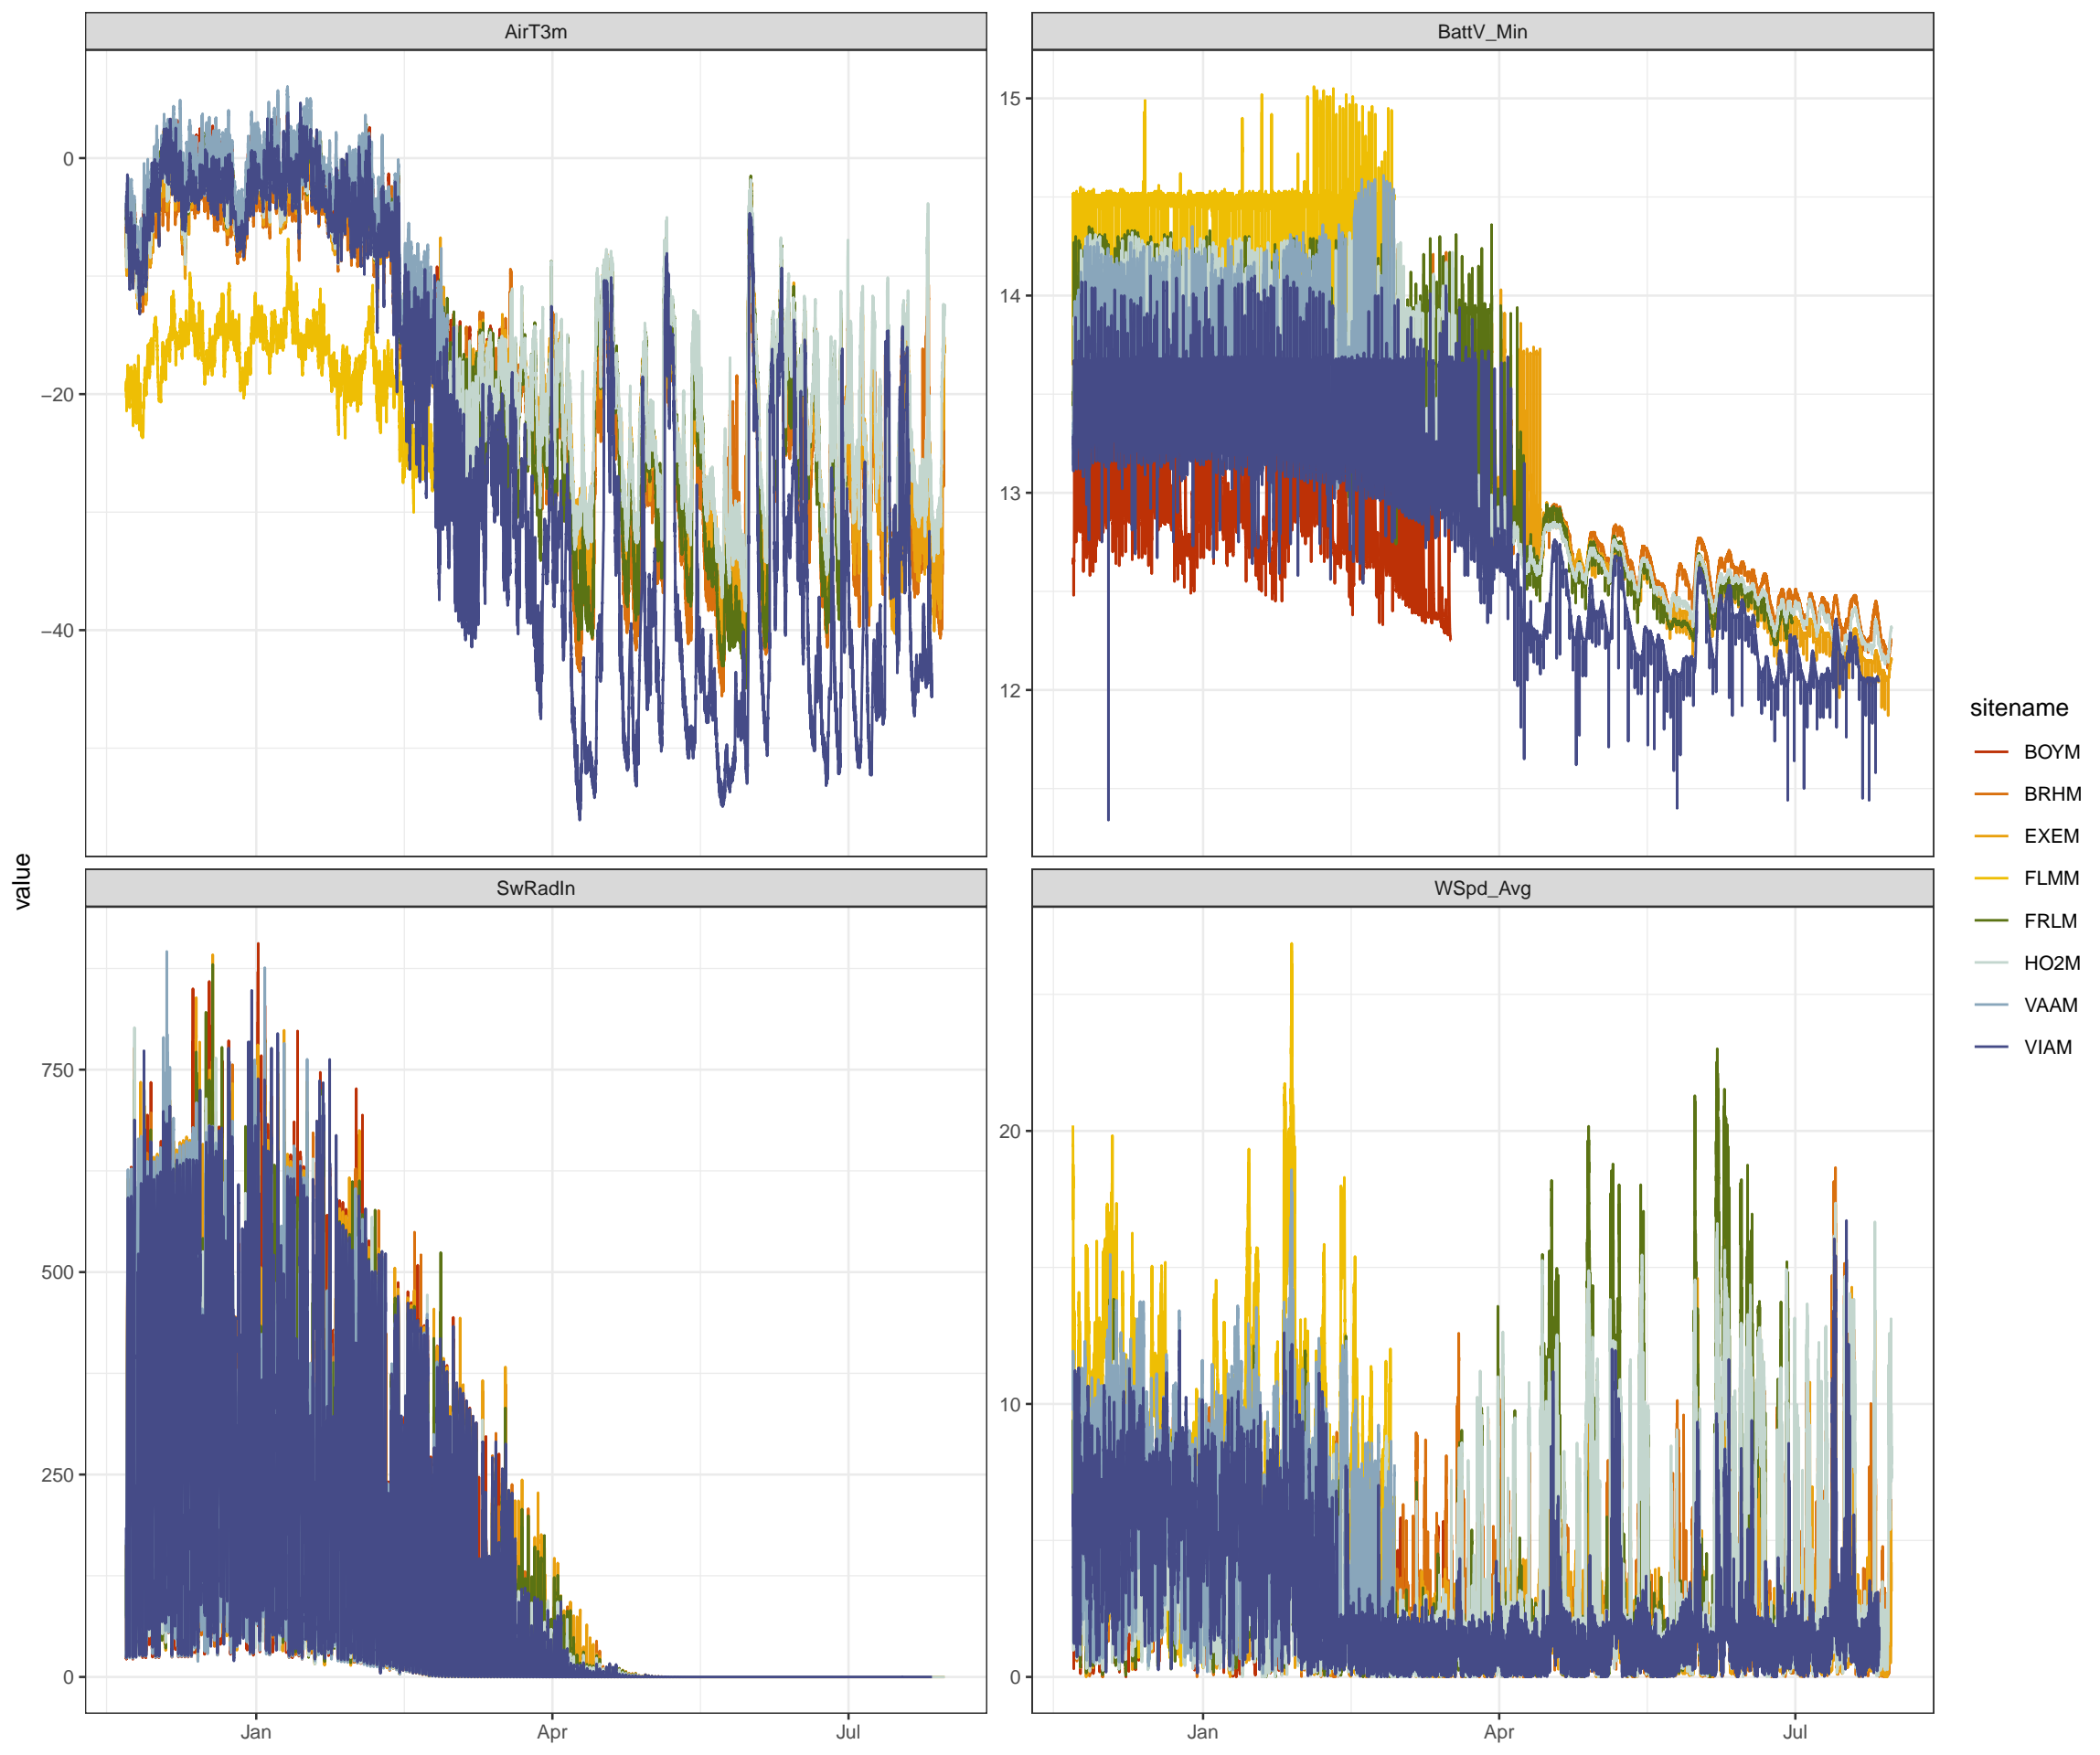 AirT3m
BattV_Min
0
−20
−40
15
14
13
12
SwRadIn
WSpd_Avg
750
500
250
0
20
10
0
Jan
Apr
Jul
Jan
Apr
Jul
value
sitename
BOYM
BRHM
EXEM
FLMM
FRLM
HO2M
VAAM
VIAM